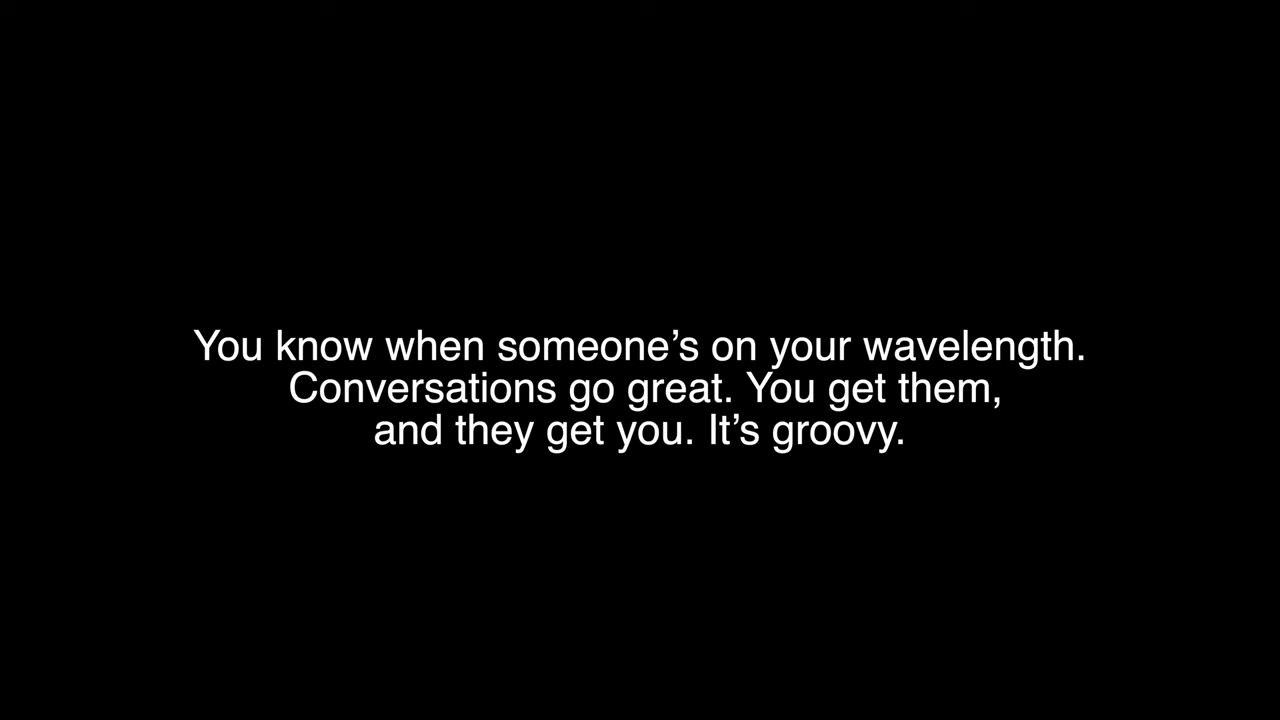 You know when someone’s on your wavelength.
Conversations go great. You get them,
and they get you. It’s groovy.